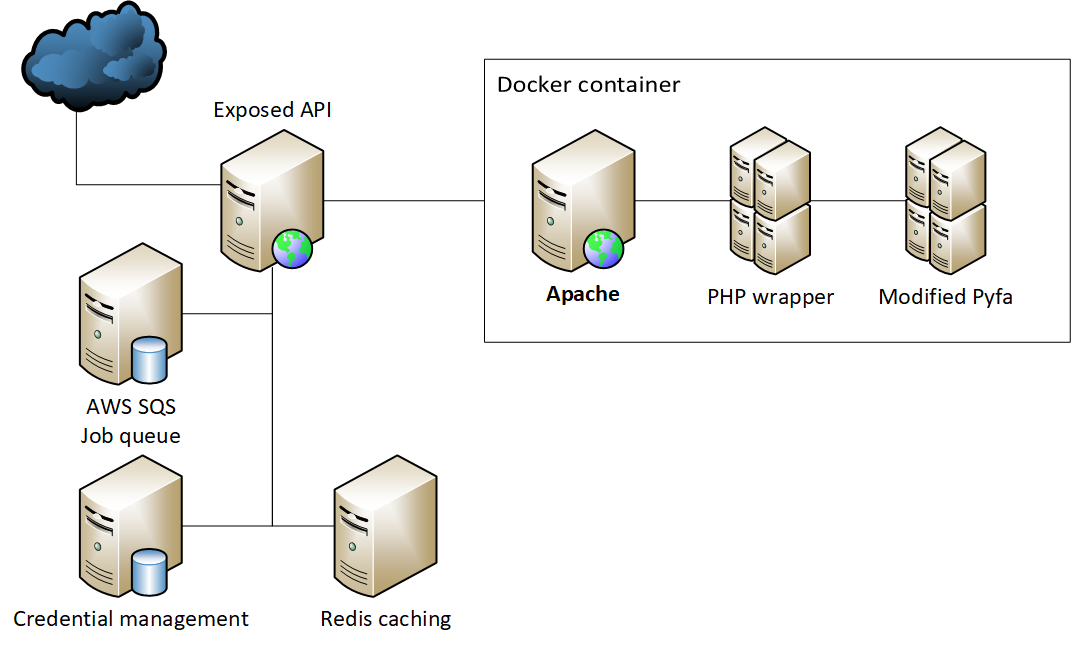 Exposed API
Docker container
Apache
PHP wrapper
Modified Pyfa
AWS SQS
Job queue
Credential management
Redis caching